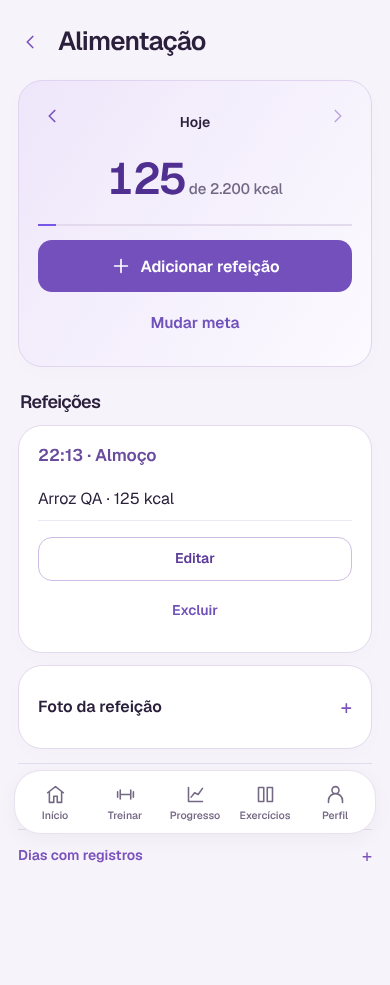 Alimentação
Hoje
125 de 2.200 kcal
+ Adicionar refeição
Mudar meta
Refeições
22:13 · Almoço
Arroz QA · 125 kcal
Editar
Excluir
Foto da refeição +
Início Treinar Progresso Exercícios Perfil
Dias com registros +